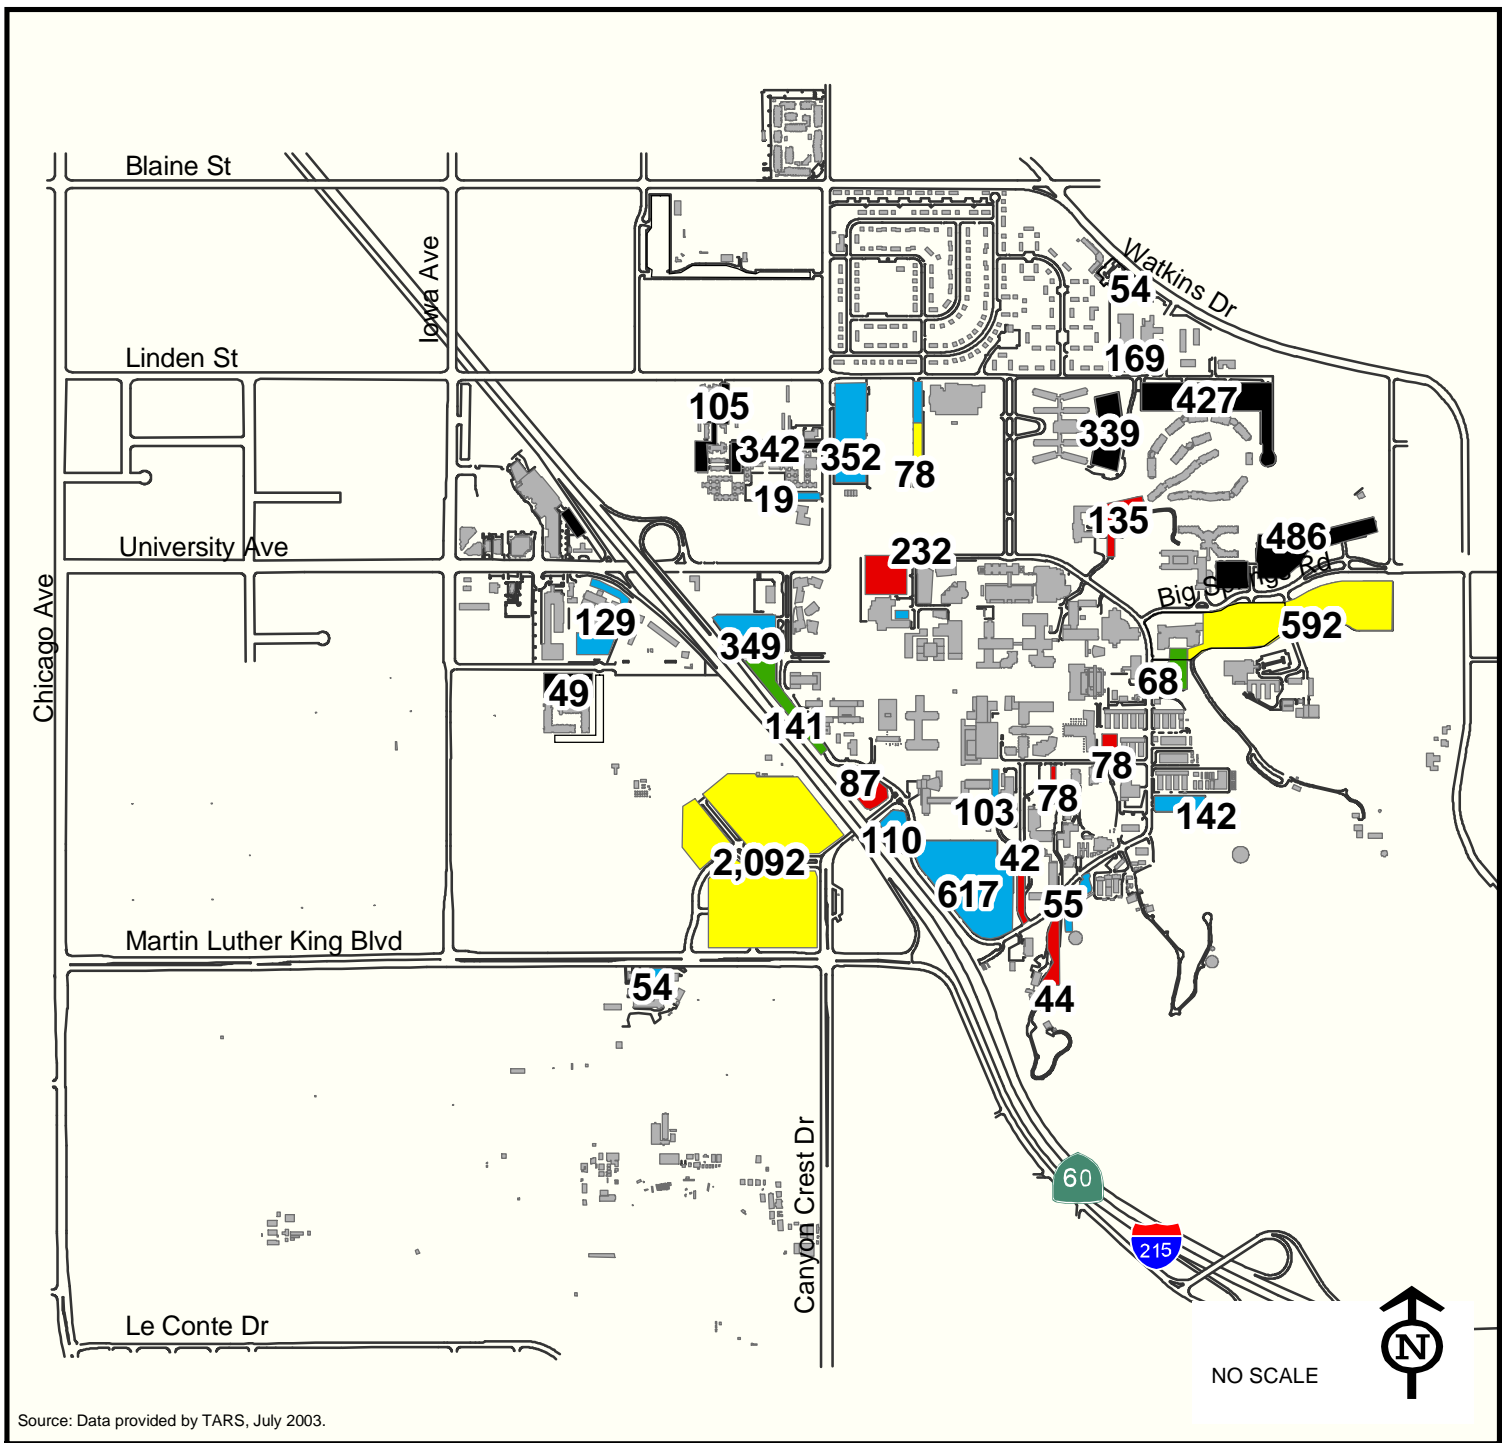 Blaine St
Iowa Ave
Watkins Dr
54
Linden St
169
105
427
339
342
352
78
19
135
486
University Ave
232
Big Springs Rd
Chicago Ave
129
592
349
68
49
141
78
87
78
103
142
110
42
2,092
617
55
Martin Luther King Blvd
54
44
Canyon Crest Dr
60
215
Le Conte Dr
N
NO SCALE
Source: Data provided by TARS, July 2003.